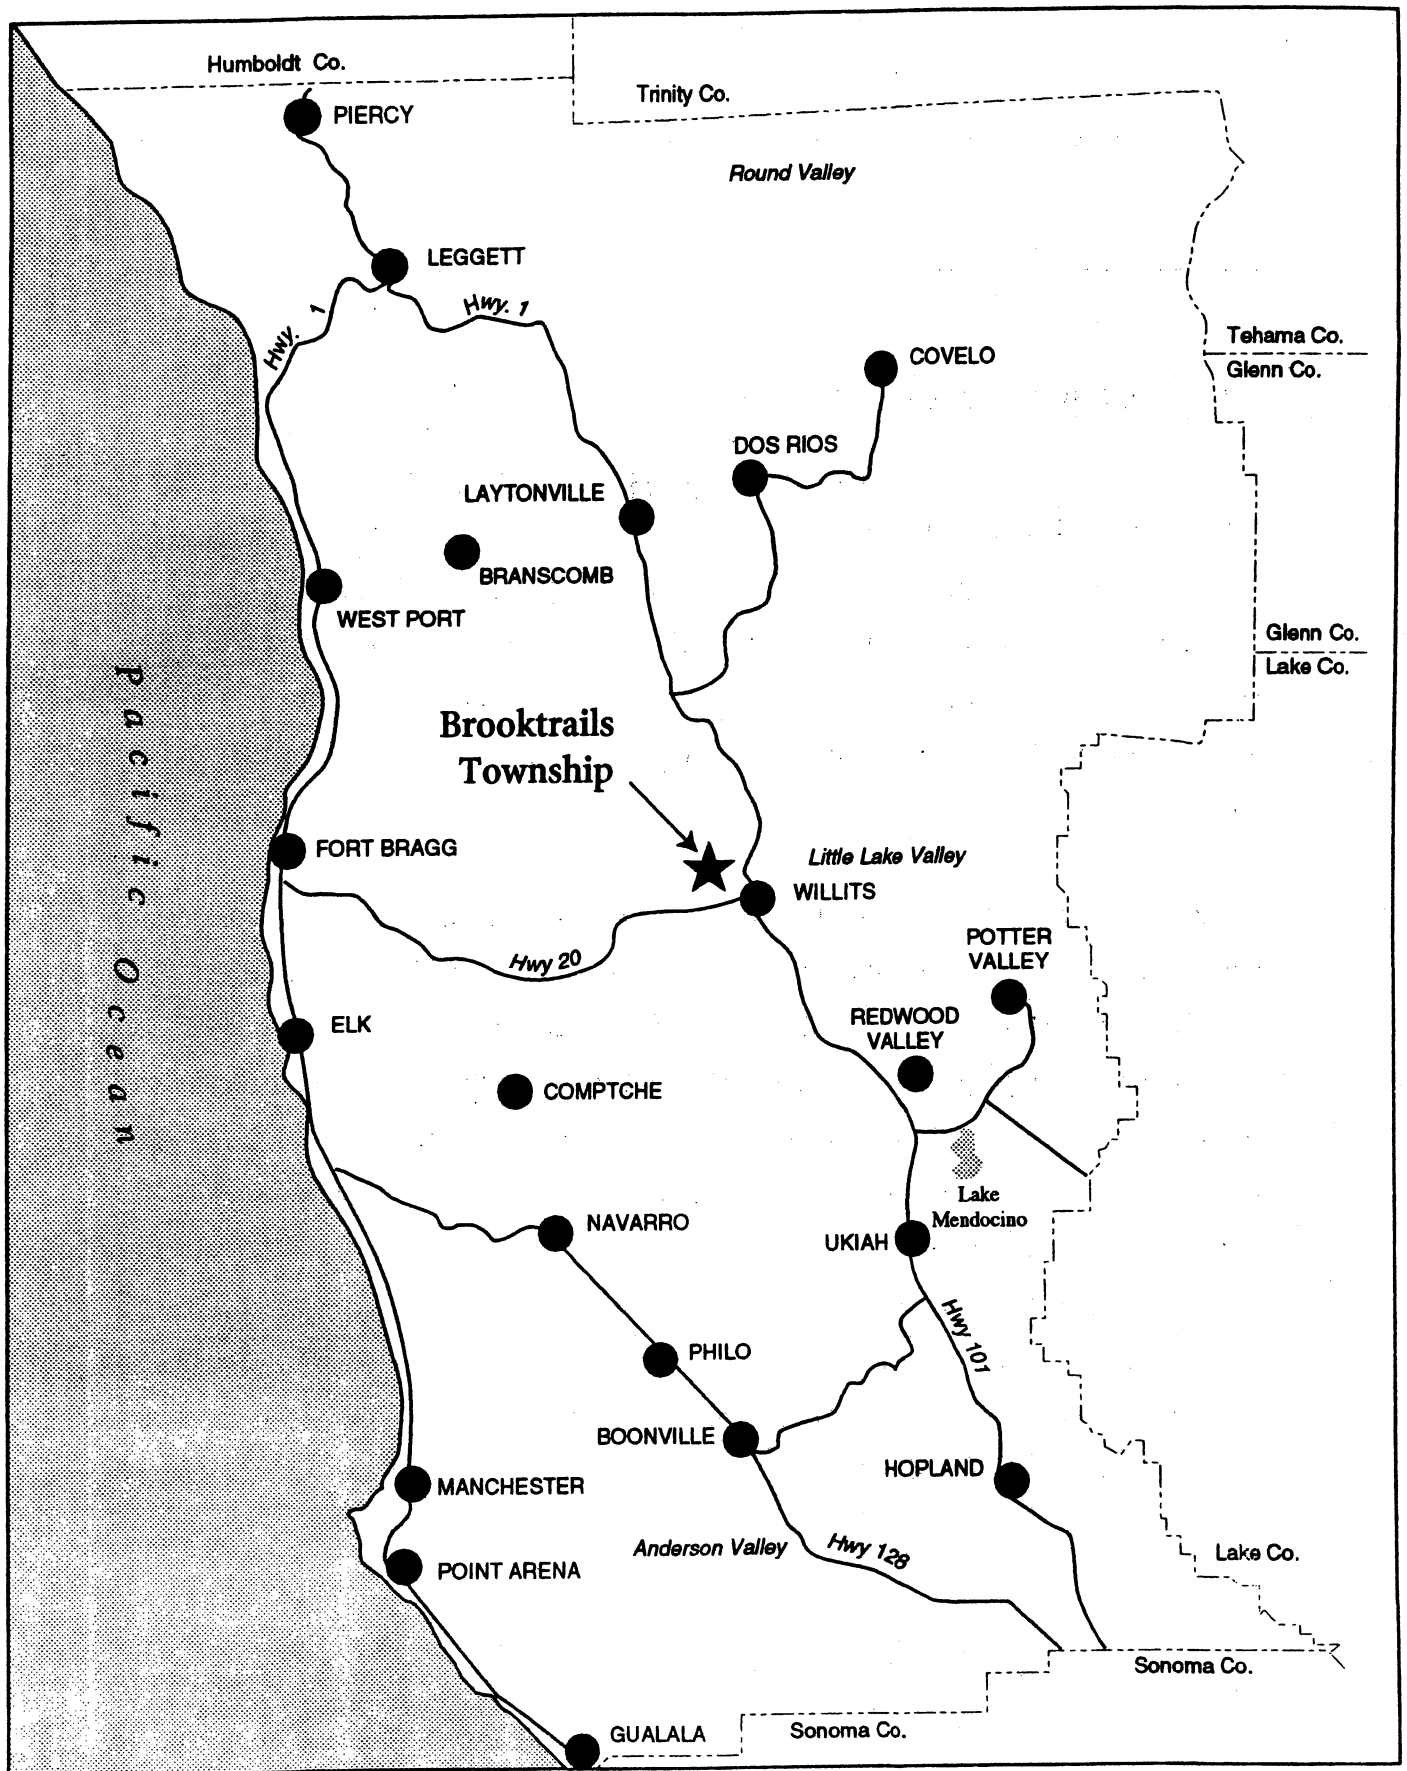 Humboldt Co.
Trinity Co.
PIERCY
Round Valley
LEGGETT
Hwy. 1
Hwy. 1
Tehama Co.
Glenn Co.
COVELO
DOS RIOS
LAYTONVILLE
BRANSCOMB
WEST PORT
Glenn Co.
Lake Co.
Pacific Ocean
Brooktrails
Township
FORT BRAGG
Little Lake Valley
WILLITS
Hwy 20
POTTER
VALLEY
REDWOOD
VALLEY
ELK
COMPTCHE
Lake
Mendocino
NAVARRO
UKIAH
Hwy 101
PHILO
BOONVILLE
HOPLAND
MANCHESTER
Anderson Valley
Hwy 128
Lake Co.
POINT ARENA
Sonoma Co.
GUALALA
Sonoma Co.